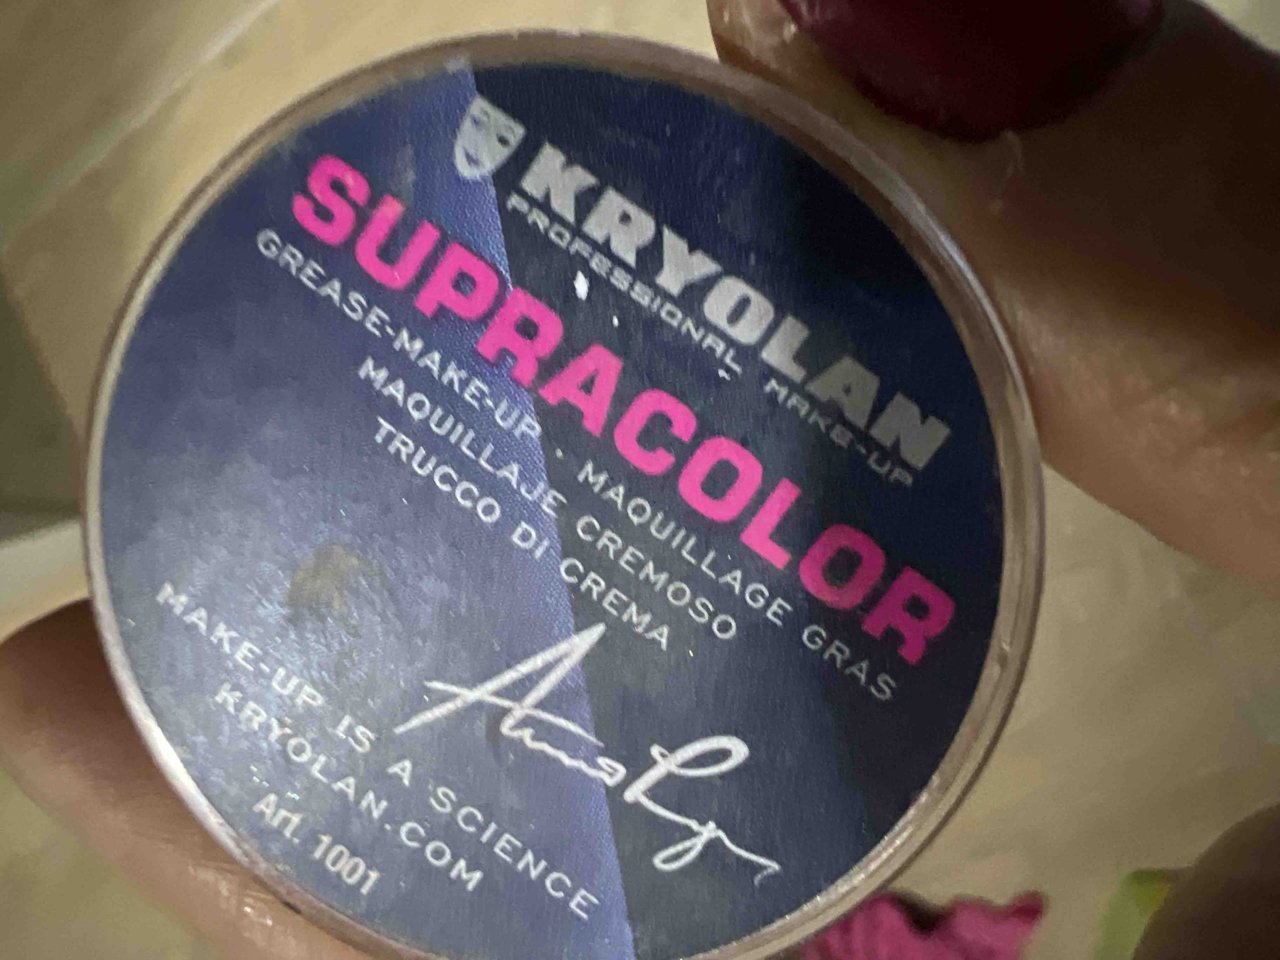 KRYOLAN
PROFESSIONAL MAKE-UP
SUPRACOLOR
GREASE-MAKE-UP · MAQUILLAGE GRAS
MAQUILLAJE CREMOSO
TRUCCO DI CREMA
MAKE-UP IS A SCIENCE
KRYOLAN.COM
Art. 1001